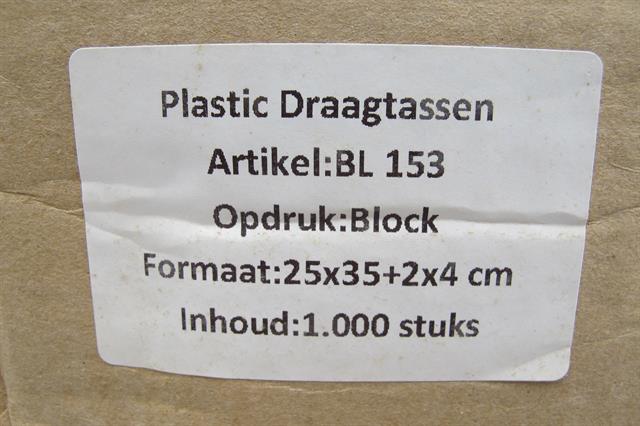 Plastic Draagtassen
Artikel:BL 153
Opdruk:Block
Formaat:25x35+2x4 cm
Inhoud:1.000 stuks